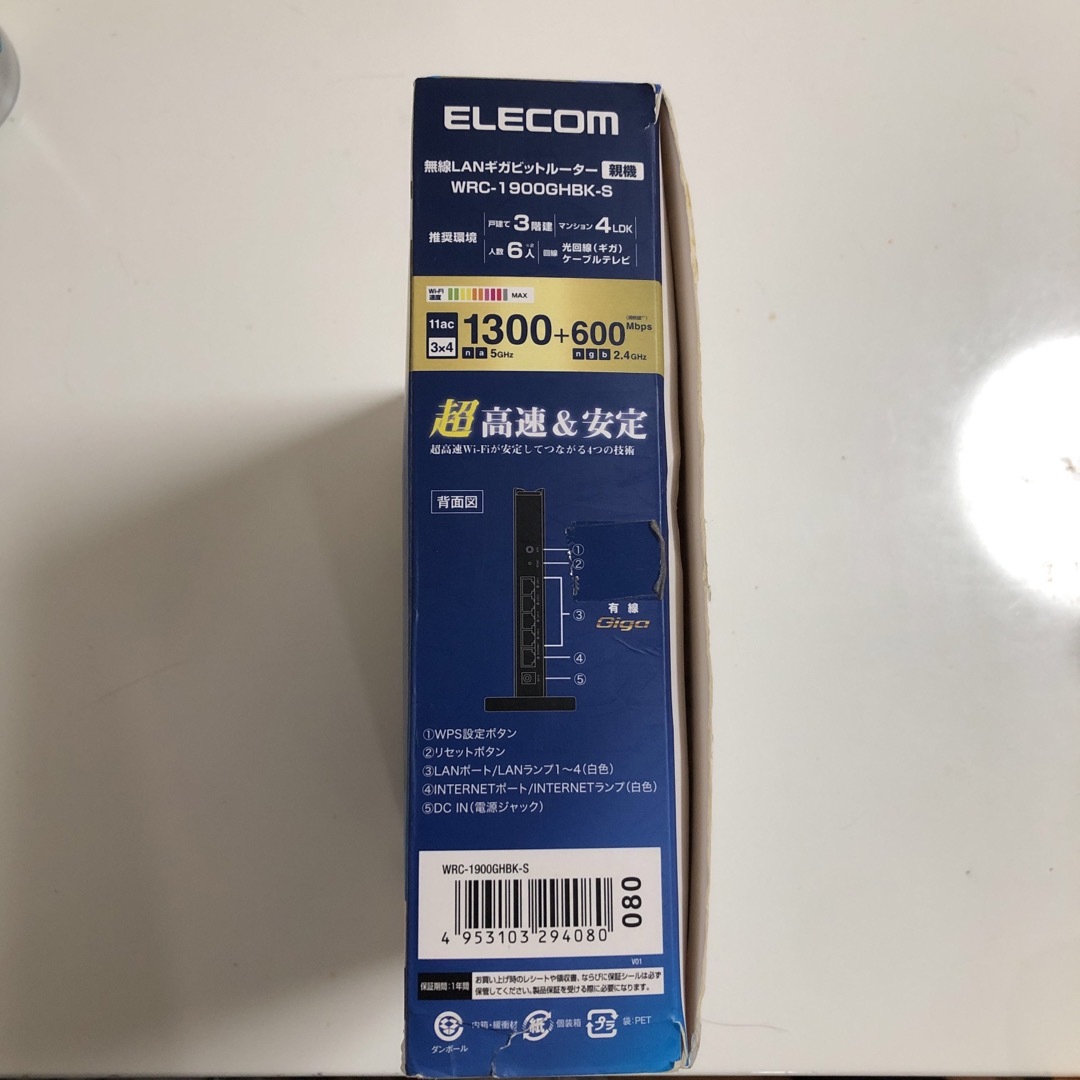 ELECOM
無線LANギガビットルーター 親機
WRC-1900GHBK-S
推奨環境
戸建て 3階建 マンション 4LDK
人数 6人※2 回線 光回線(ギガ) ケーブルテレビ
Wi-Fi 速度 MAX
11ac 3×4 1300+600 Mbps
n a 5GHz n g b 2.4GHz
超高速&安定
超高速Wi-Fiが安定してつながる4つの技術
背面図
①
②
③
有線
Giga
④
⑤
①WPS設定ボタン
②リセットボタン
③LANポート/LANランプ1〜4(白色)
④INTERNETポート/INTERNETランプ(白色)
⑤DC IN(電源ジャック)
WRC-1900GHBK-S
080
4 953103 294080
V01
保証期間:1年間
お買い上げ時のレシートや領収書、ならびに保証シールは必ず
保管してください。製品保証を受ける際に必要になります。
ダンボール 内箱・緩衝材 紙 個装箱 プラ 袋:PET